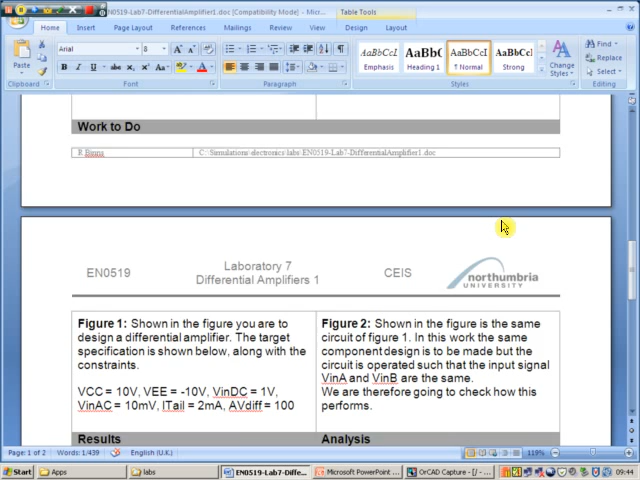 EN0519-Lab7-DifferentialAmplifier1.doc [Compatibility Mode] - Micr...
Table Tools
Home
Insert
Page Layout
References
Mailings
Review
View
Design
Layout
Paste
Clipboard
Arial
8
Font
Paragraph
AaBbCcI
Emphasis
AaBbC
Heading 1
AaBbCcI
¶ Normal
AaBbCc
Strong
Change
Styles
Styles
Find
Replace
Select
Editing
Work to Do
R.Binns
C:\Simulations\electronics\labs\EN0519-Lab7-DifferentialAmplifier1.doc
EN0519
Laboratory 7
Differential Amplifiers 1
CEIS
northumbria
UNIVERSITY
Figure 1: Shown in the figure you are to
design a differential amplifier. The target
specification is shown below, along with the
constraints.
VCC = 10V, VEE = -10V, VinDC = 1V,
VinAC = 10mV, ITail = 2mA, AVdiff = 100
Figure 2: Shown in the figure is the same
circuit of figure 1. In this work the same
component design is to be made but the
circuit is operated such that the input signal
VinA and VinB are the same.
We are therefore going to check how this
performs.
Results
Analysis
Page: 1 of 2
Words: 1/439
English (U.K.)
119%
Start
Apps
labs
EN0519-Lab7-Diffe...
Microsoft PowerPoint ...
OrCAD Capture - [/ -...
09:44